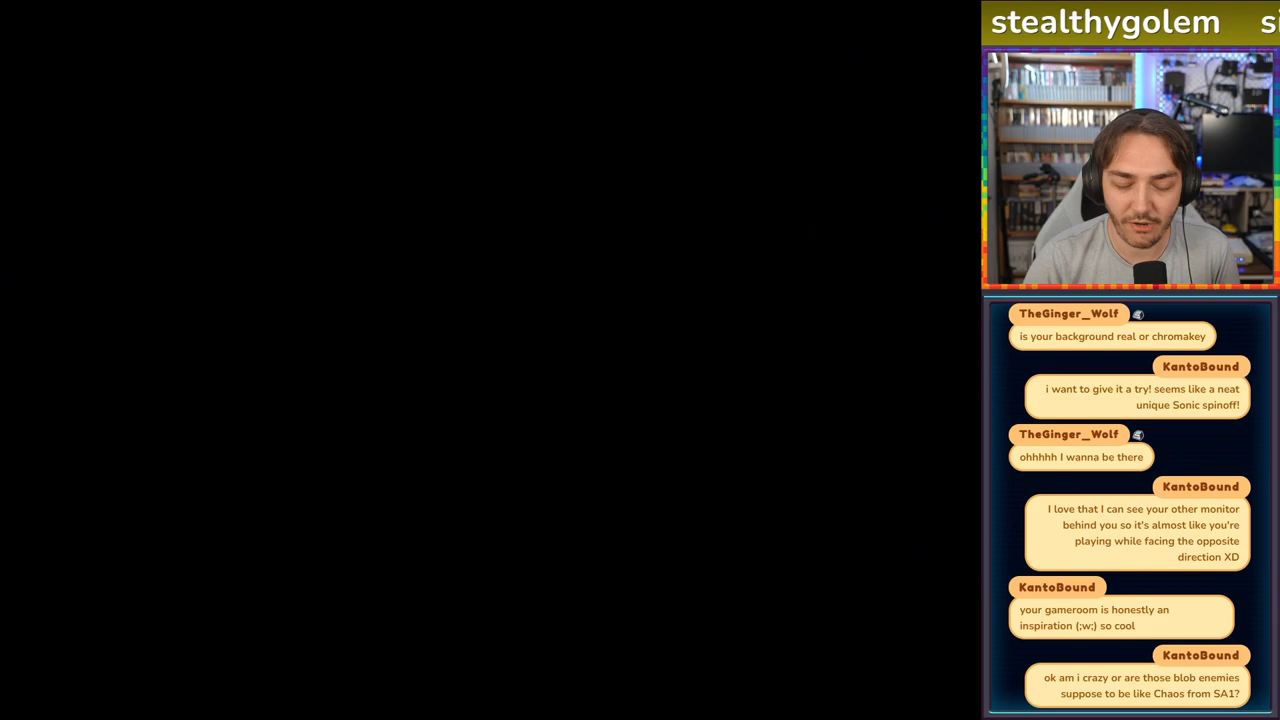 stealthygolem si
TheGinger_Wolf
is your background real or chromakey
KantoBound
i want to give it a try! seems like a neat
unique Sonic spinoff!
TheGinger_Wolf
ohhhhh I wanna be there
KantoBound
I love that I can see your other monitor
behind you so it's almost like you're
playing while facing the opposite
direction XD
KantoBound
your gameroom is honestly an
inspiration (;w;) so cool
KantoBound
ok am i crazy or are those blob enemies
suppose to be like Chaos from SA1?